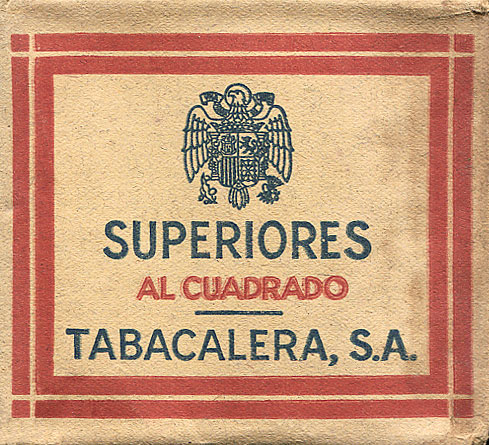 SUPERIORES
AL CUADRADO
TABACALERA, S.A.